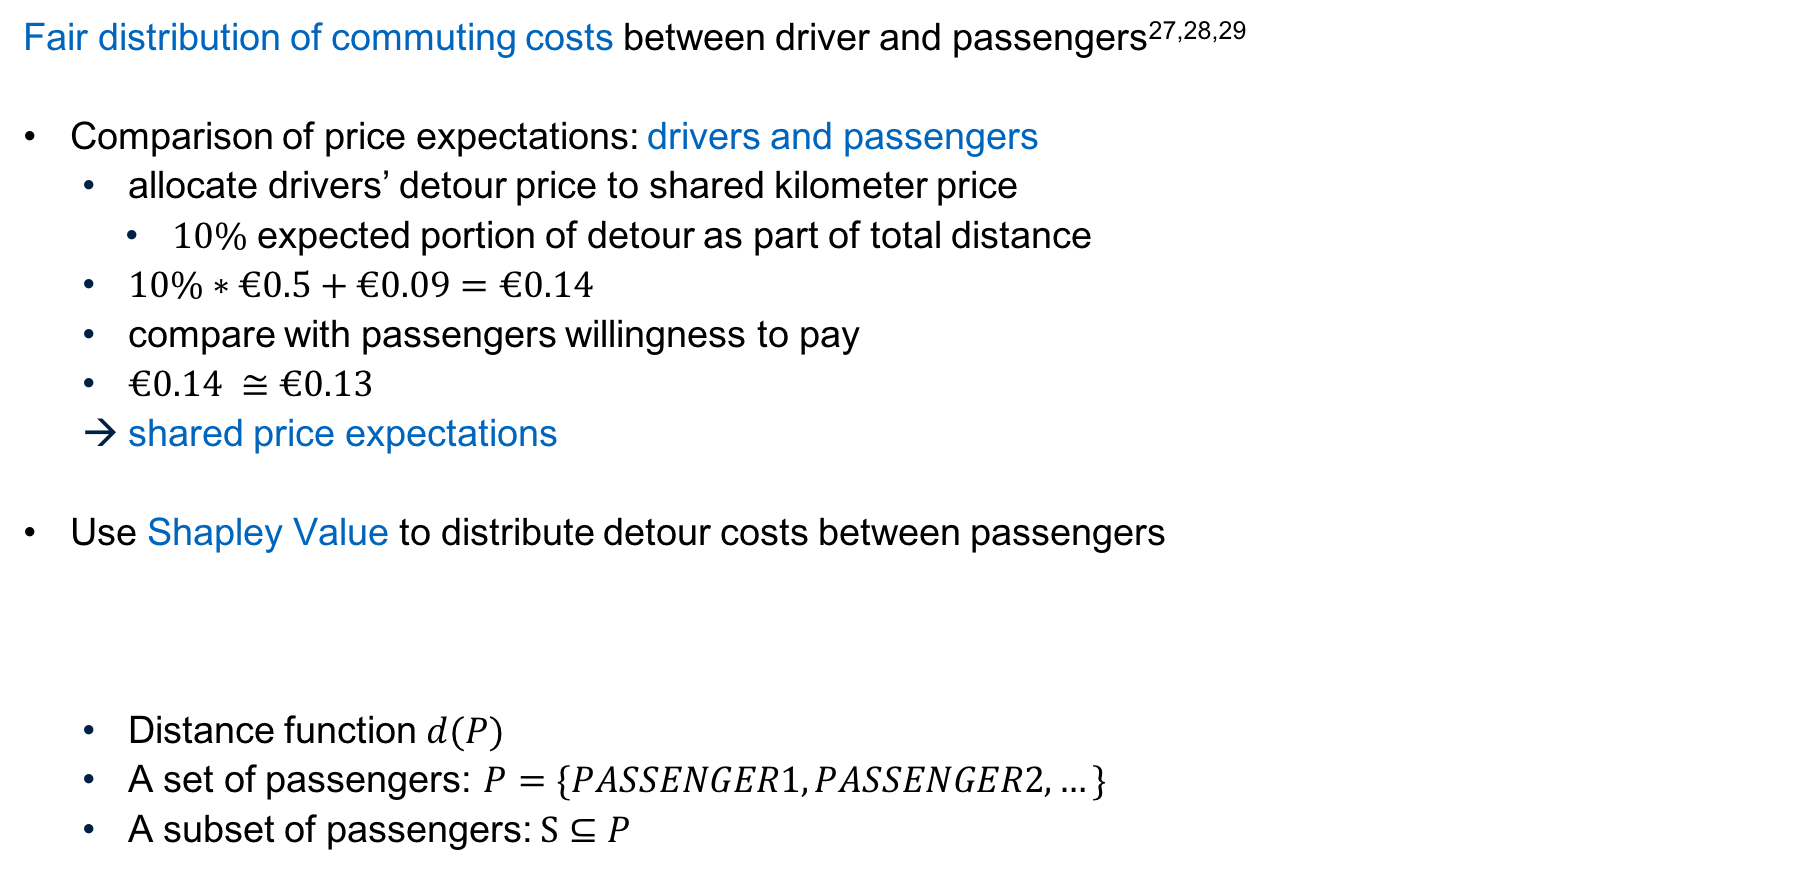 Fair distribution of commuting costs between driver and passengers27,28,29
• Comparison of price expectations: drivers and passengers
• allocate drivers’ detour price to shared kilometer price
• 10% expected portion of detour as part of total distance
• 10% ∗ €0.5 + €0.09 = €0.14
• compare with passengers willingness to pay
• €0.14 ≅ €0.13
→ shared price expectations
• Use Shapley Value to distribute detour costs between passengers
• Distance function d(P)
• A set of passengers: P = {PASSENGER1, PASSENGER2, … }
• A subset of passengers: S ⊆ P